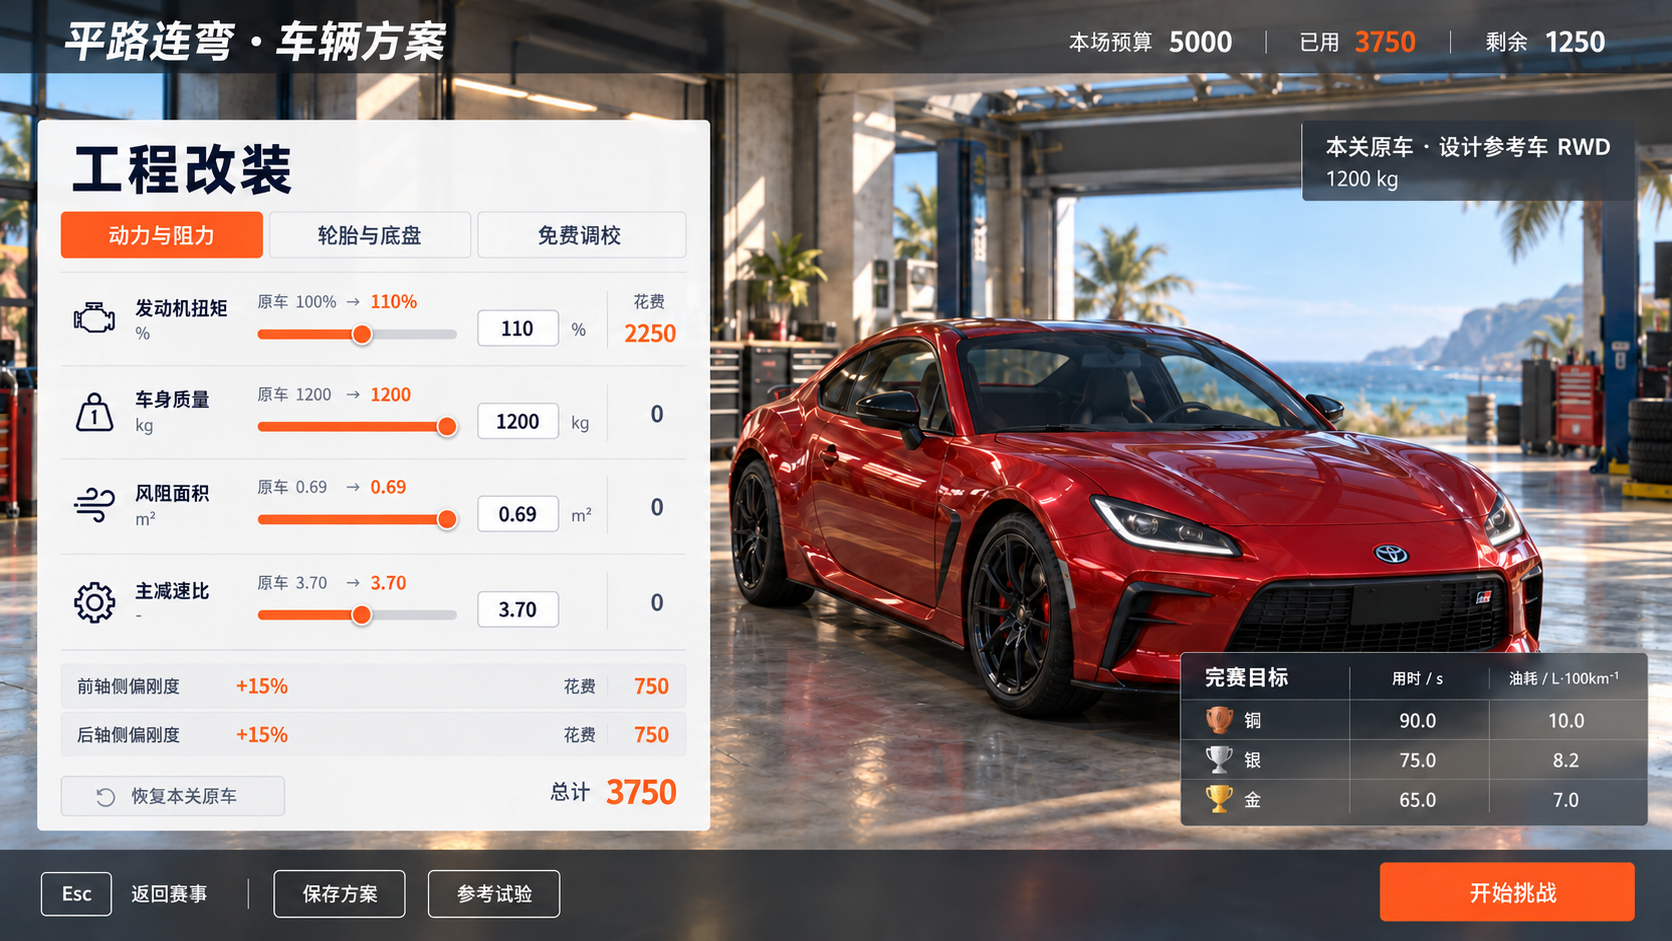 平路连弯·车辆方案
本场预算 5000 已用 3750 剩余 1250
工程改装
本关原车·设计参考车 RWD
1200 kg
动力与阻力 轮胎与底盘 免费调校
发动机扭矩
%
原车 100% → 110%
110 %
花费
2250
车身质量
kg
原车 1200 → 1200
1200 kg
0
风阻面积
m²
原车 0.69 → 0.69
0.69 m²
0
主减速比
-
原车 3.70 → 3.70
3.70
0
前轴侧偏刚度 +15% 花费 750
后轴侧偏刚度 +15% 花费 750
恢复本关原车
总计 3750
完赛目标 用时 / s 油耗 / L·100km⁻¹
铜 90.0 10.0
银 75.0 8.2
金 65.0 7.0
Esc 返回赛事 保存方案 参考试验 开始挑战